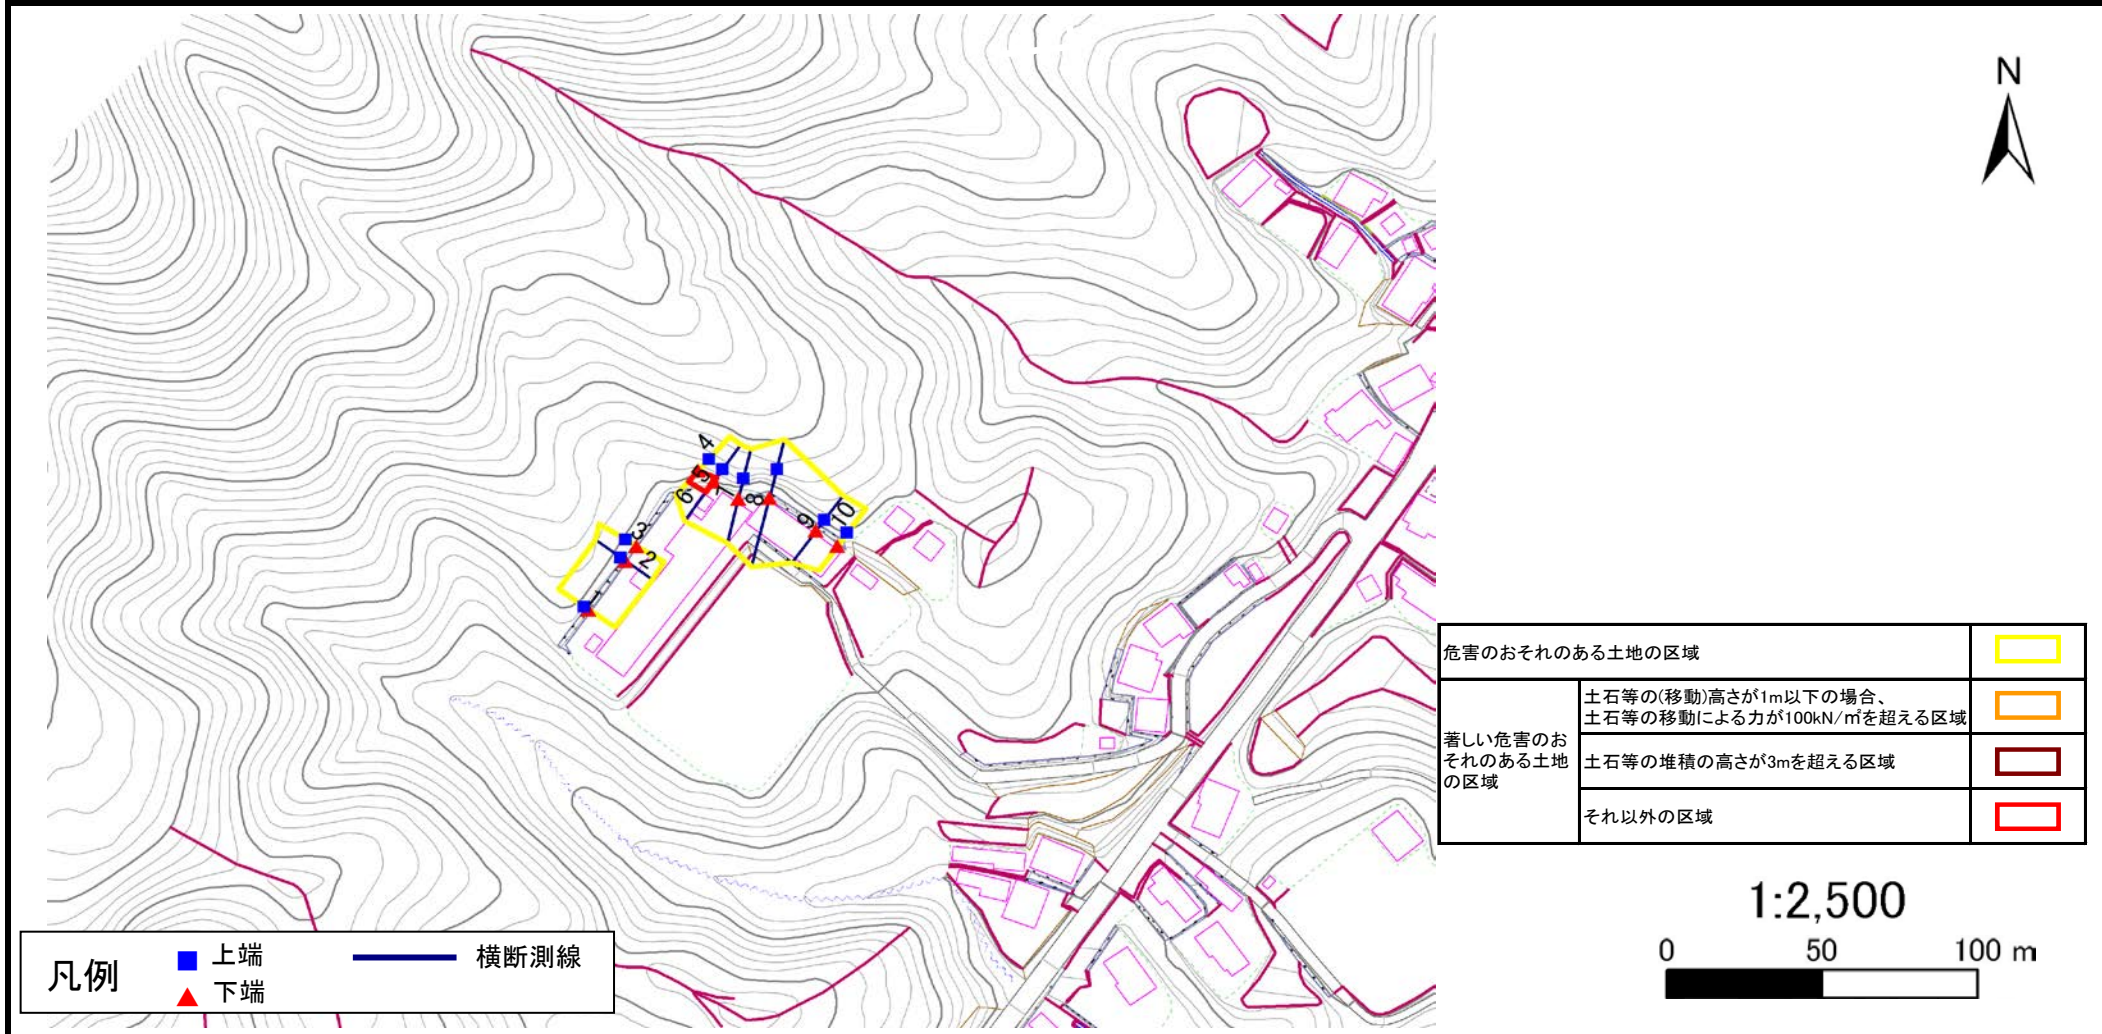 N
4
5
6
7
8
9
10
3
2
1
危害のおそれのある土地の区域
著しい危害のお
それのある土地
の区域
土石等の(移動)高さが1m以下の場合、
土石等の移動による力が100kN/㎡を超える区域
土石等の堆積の高さが3mを超える区域
それ以外の区域
1:2,500
0 50 100 m
凡例
上端
下端
横断測線